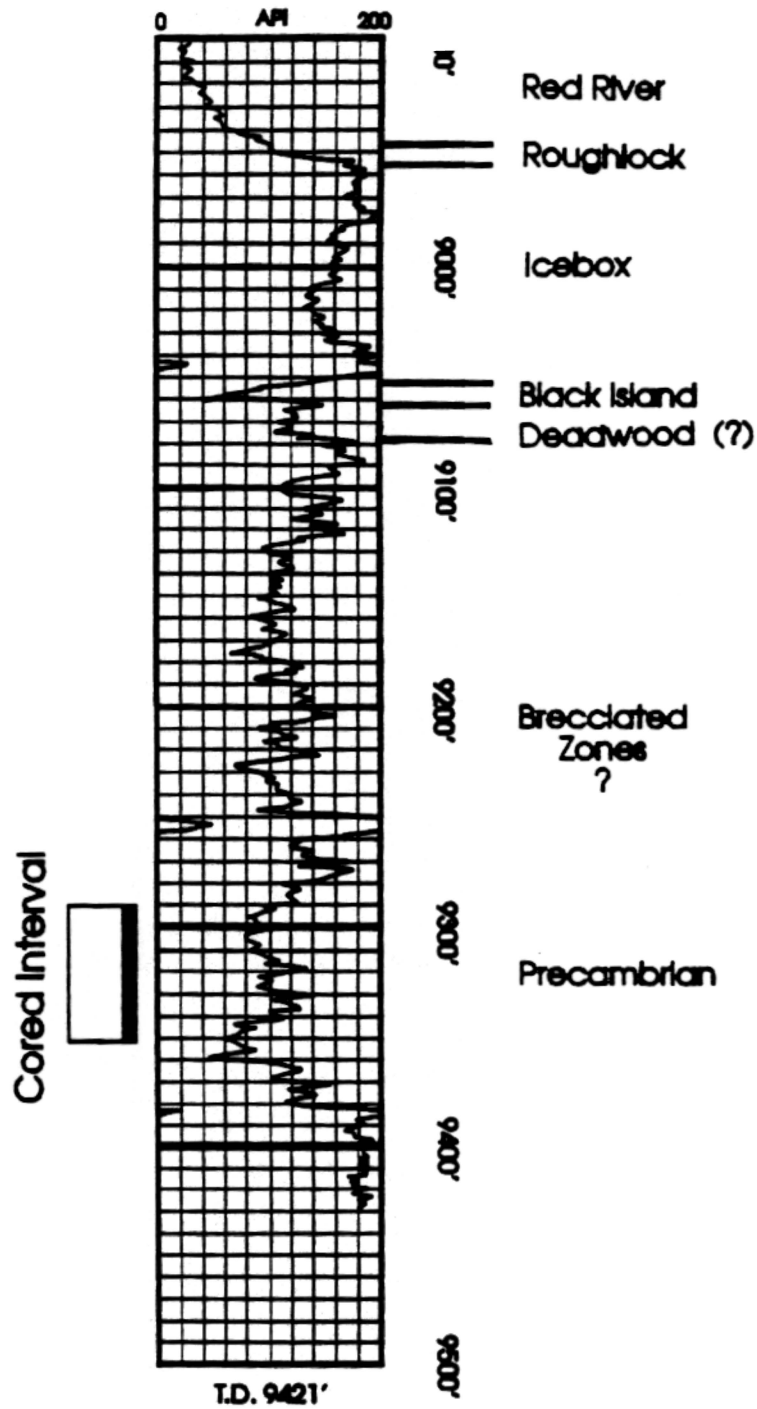 0 API 200
10'
Red River
Roughlock
9000'
Icebox
Black Island
Deadwood (?)
9100'
9200'
Brecciated
Zones
?
Cored Interval
9300'
Precambrian
9400'
9500'
T.D. 9421'